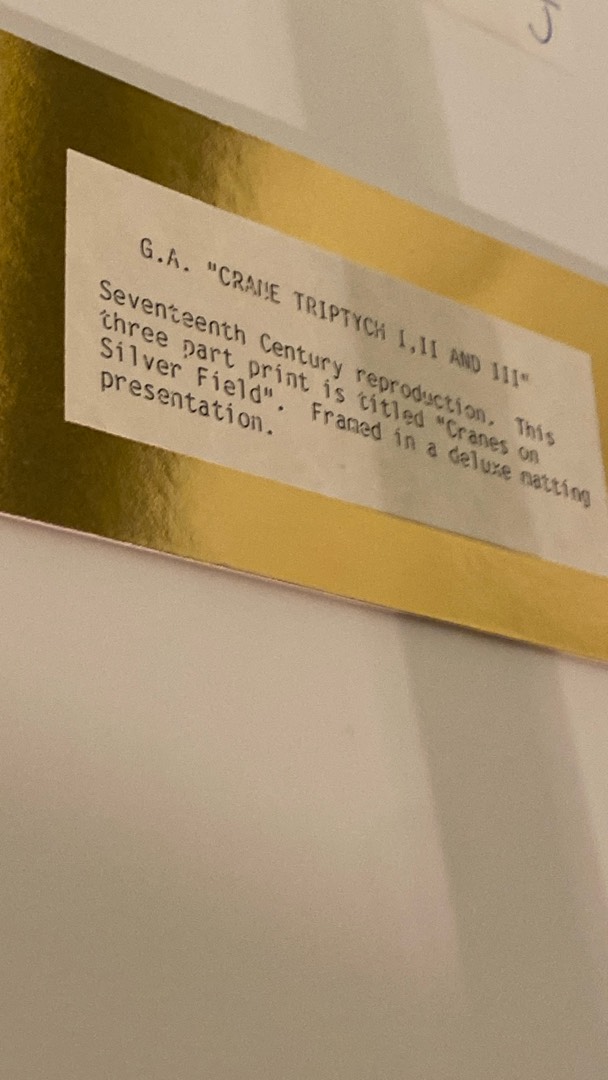 J
G.A. "CRANE TRIPTYCH I,II AND III"
Seventeenth Century reproduction. This
three part print is titled "Cranes on
Silver Field". Framed in a deluxe matting
presentation.